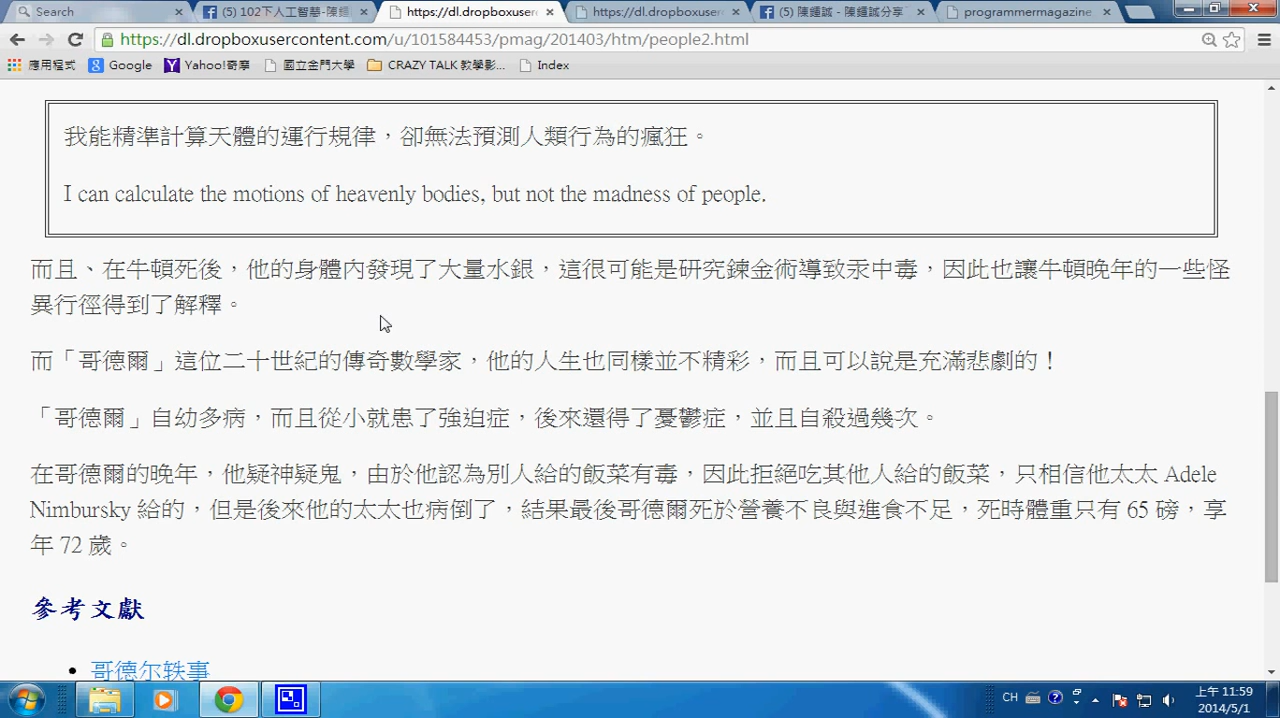 Search
(5) 102下人工智慧-陳鍾
https://dl.dropboxuser
https://dl.dropboxuserc
(5) 陳鍾誠 - 陳鍾誠分享
programmermagazine
https://dl.dropboxusercontent.com/u/101584453/pmag/201403/htm/people2.html
應用程式 Google Yahoo!奇摩 國立金門大學 CRAZY TALK 教學影... Index
我能精準計算天體的運行規律，卻無法預測人類行為的瘋狂。
I can calculate the motions of heavenly bodies, but not the madness of people.
而且、在牛頓死後，他的身體內發現了大量水銀，這很可能是研究鍊金術導致汞中毒，因此也讓牛頓晚年的一些怪
異行徑得到了解釋。
而「哥德爾」這位二十世紀的傳奇數學家，他的人生也同樣並不精彩，而且可以說是充滿悲劇的！
「哥德爾」自幼多病，而且從小就患了強迫症，後來還得了憂鬱症，並且自殺過幾次。
在哥德爾的晚年，他疑神疑鬼，由於他認為別人給的飯菜有毒，因此拒絕吃其他人給的飯菜，只相信他太太 Adele
Nimbursky 給的，但是後來他的太太也病倒了，結果最後哥德爾死於營養不良與進食不足，死時體重只有 65 磅，享
年 72 歲。
參考文獻
哥德尔轶事
CH
上午 11:59
2014/5/1